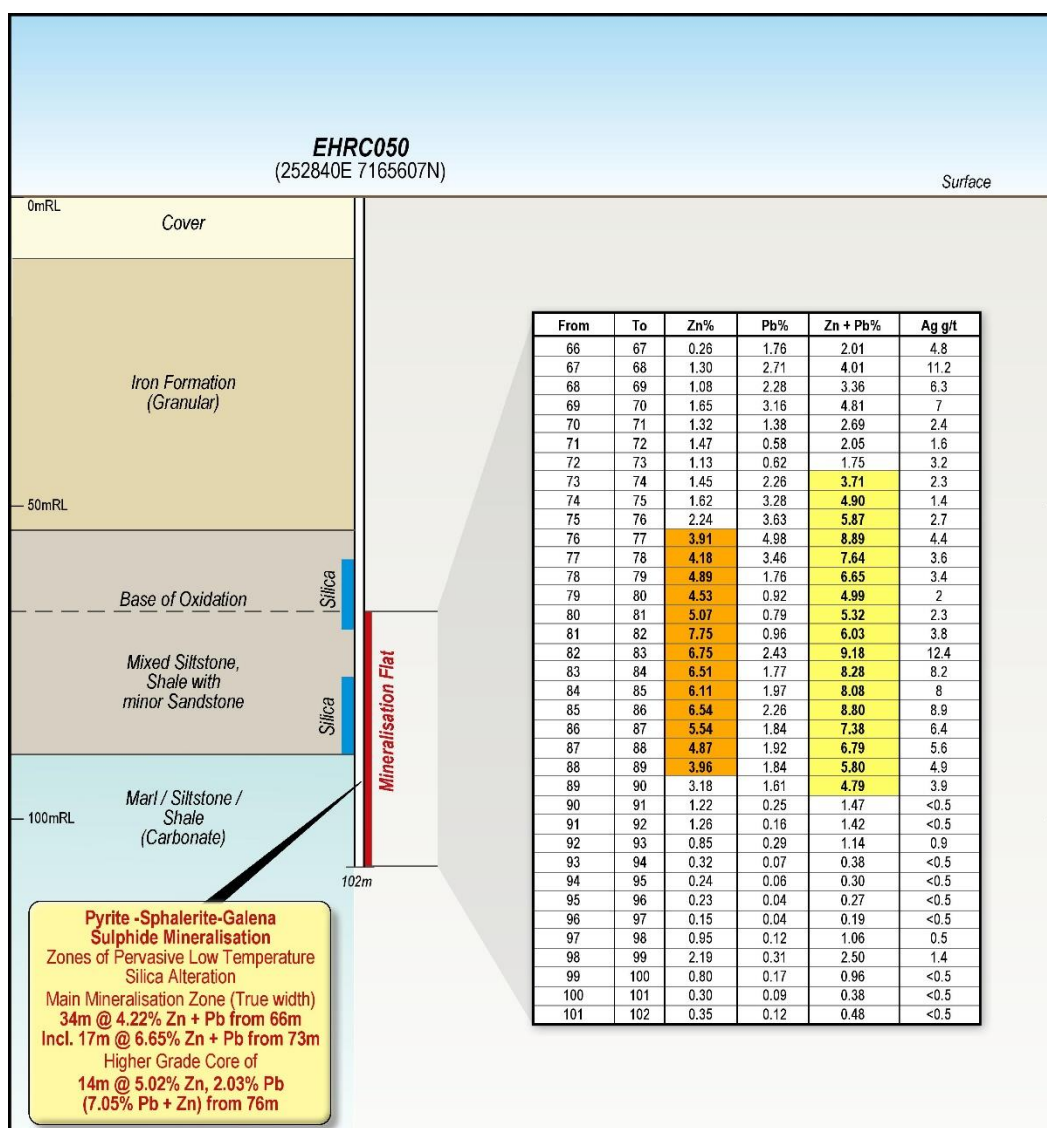 EHRC050
(252840E 7165607N)
Surface
0mRL
Cover
Iron Formation
(Granular)
50mRL
Silica
Base of Oxidation
Mixed Siltstone,
Shale with
minor Sandstone
Silica
Mineralisation Flat
Marl / Siltstone /
Shale
(Carbonate)
100mRL
102m
Pyrite -Sphalerite-Galena
Sulphide Mineralisation
Zones of Pervasive Low Temperature
Silica Alteration
Main Mineralisation Zone (True width)
34m @ 4.22% Zn + Pb from 66m
Incl. 17m @ 6.65% Zn + Pb from 73m
Higher Grade Core of
14m @ 5.02% Zn, 2.03% Pb
(7.05% Pb + Zn) from 76m
From To Zn% Pb% Zn + Pb% Ag g/t
66 67 0.26 1.76 2.01 4.8
67 68 1.30 2.71 4.01 11.2
68 69 1.08 2.28 3.36 6.3
69 70 1.65 3.16 4.81 7
70 71 1.32 1.38 2.69 2.4
71 72 1.47 0.58 2.05 1.6
72 73 1.13 0.62 1.75 3.2
73 74 1.45 2.26 3.71 2.3
74 75 1.62 3.28 4.90 1.4
75 76 2.24 3.63 5.87 2.7
76 77 3.91 4.98 8.89 4.4
77 78 4.18 3.46 7.64 3.6
78 79 4.89 1.76 6.65 3.4
79 80 4.53 0.92 4.99 2
80 81 5.07 0.79 5.32 2.3
81 82 7.75 0.96 6.03 3.8
82 83 6.75 2.43 9.18 12.4
83 84 6.51 1.77 8.28 8.2
84 85 6.11 1.97 8.08 8
85 86 6.54 2.26 8.80 8.9
86 87 5.54 1.84 7.38 6.4
87 88 4.87 1.92 6.79 5.6
88 89 3.96 1.84 5.80 4.9
89 90 3.18 1.61 4.79 3.9
90 91 1.22 0.25 1.47 <0.5
91 92 1.26 0.16 1.42 <0.5
92 93 0.85 0.29 1.14 0.9
93 94 0.32 0.07 0.38 <0.5
94 95 0.24 0.06 0.30 <0.5
95 96 0.23 0.04 0.27 <0.5
96 97 0.15 0.04 0.19 <0.5
97 98 0.95 0.12 1.06 0.5
98 99 2.19 0.31 2.50 1.4
99 100 0.80 0.17 0.96 <0.5
100 101 0.30 0.09 0.38 <0.5
101 102 0.35 0.12 0.48 <0.5